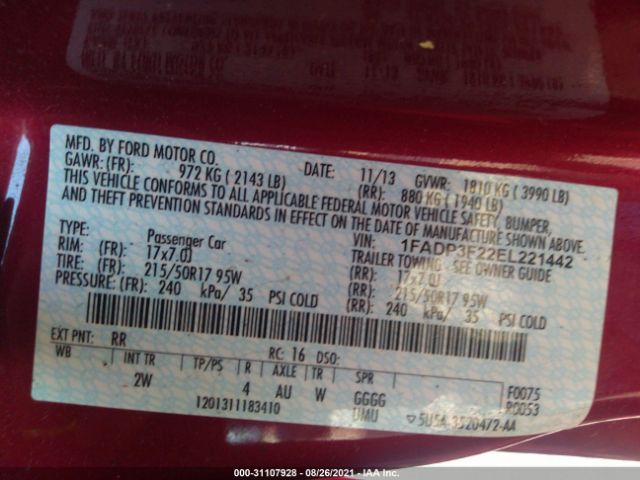 MFD. BY FORD MOTOR CO.
DATE: 11/13 GVWR: 1810 KG ( 3990 LB)
GAWR: (FR): 972 KG ( 2143 LB) (RR): 880 KG ( 1940 LB)
THIS VEHICLE CONFORMS TO ALL APPLICABLE FEDERAL MOTOR VEHICLE SAFETY, BUMPER,
AND THEFT PREVENTION STANDARDS IN EFFECT ON THE DATE OF MANUFACTURE SHOWN ABOVE.
VIN: 1FADP3F22EL221442
TYPE: Passenger Car TRAILER TOWING - SEE OWNER GUIDE
RIM: (FR): 17x7.0J (RR): 17x7.0J
TIRE: (FR): 215/50R17 95W (RR): 215/50R17 95W
PRESSURE: (FR): 240 kPa/ 35 PSI COLD (RR): 240 kPa/ 35 PSI COLD
EXT PNT: RR RC: 16 DSO:
WB INT TR TP/PS R AXLE TR SPR
2W 4 AU W GGGG F0075
UMU R0053
1201311183410 5U5A-3520472-AA
000-31107928 - 08/26/2021 - IAA Inc.